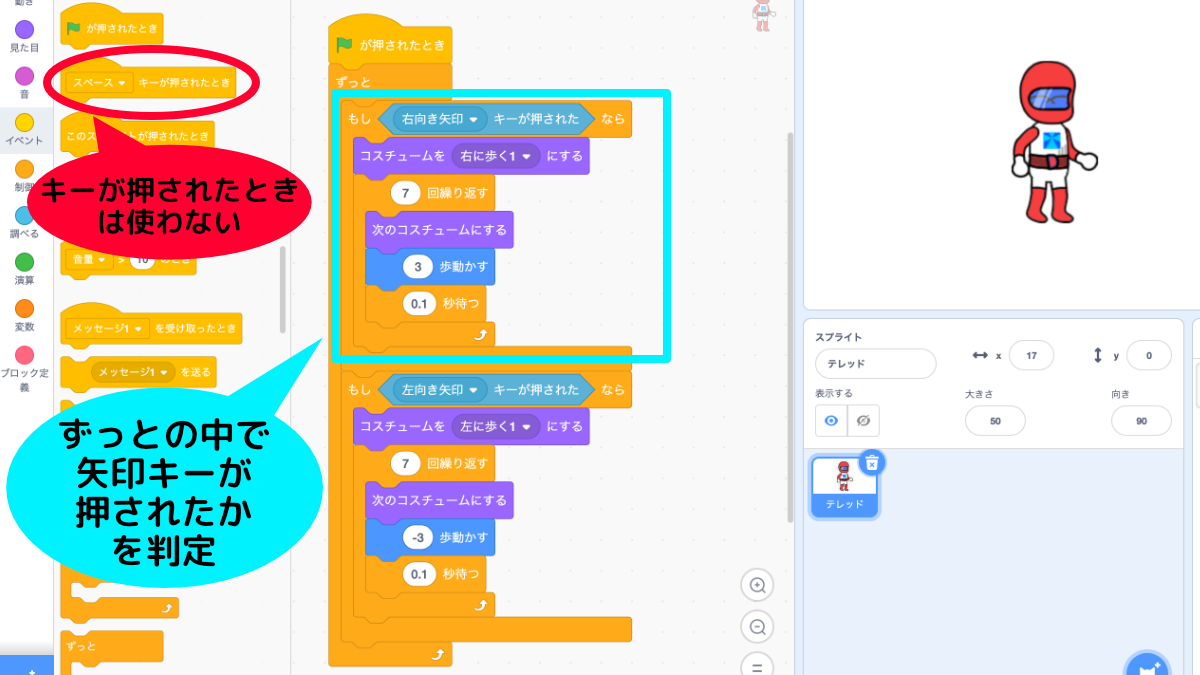 動き
見た目
音
イベント
制御
調べる
演算
変数
ブロック定
義
が押されたとき
スペース キーが押されたとき
が押されたとき
キーが押されたとき
は使わない
音量 > 10 のとき
メッセージ1 を受け取ったとき
メッセージ1 を送る
ずっとの中で
矢印キーが
押されたか
を判定
ずっと
が押されたとき
ずっと
もし 右向き矢印 キーが押された なら
コスチュームを 右に歩く1 にする
7 回繰り返す
次のコスチュームにする
3 歩動かす
0.1 秒待つ
もし 左向き矢印 キーが押された なら
コスチュームを 左に歩く1 にする
7 回繰り返す
次のコスチュームにする
-3 歩動かす
0.1 秒待つ
スプライト
テレッド
x 17
y 0
表示する
大きさ
向き
50
90
テレッド